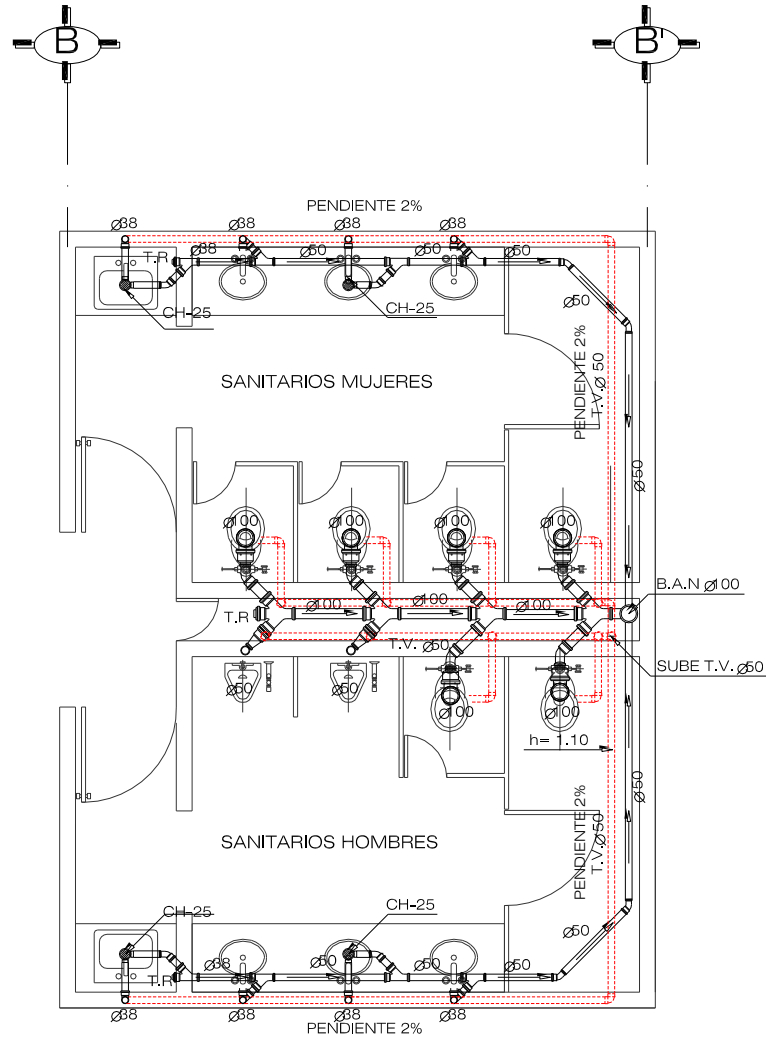 B B'
PENDIENTE 2%
Ø38 Ø38 Ø38 Ø38
T.R Ø38 Ø50 Ø50 Ø50
CH-25 CH-25
Ø50
PENDIENTE 2%
T.V.Ø 50
SANITARIOS MUJERES
Ø50
Ø100 Ø100 Ø100 Ø100
B.A.N Ø100
T.R Ø100 Ø100 Ø100
T.V. Ø50
SUBE T.V. Ø50
Ø50 Ø50 Ø100 Ø100
h= 1.10
Ø50
PENDIENTE 2%
T.V.Ø50
SANITARIOS HOMBRES
CH-25 CH-25
Ø50
T.R Ø38 Ø50 Ø50 Ø50
Ø38 Ø38 Ø38 Ø38
PENDIENTE 2%